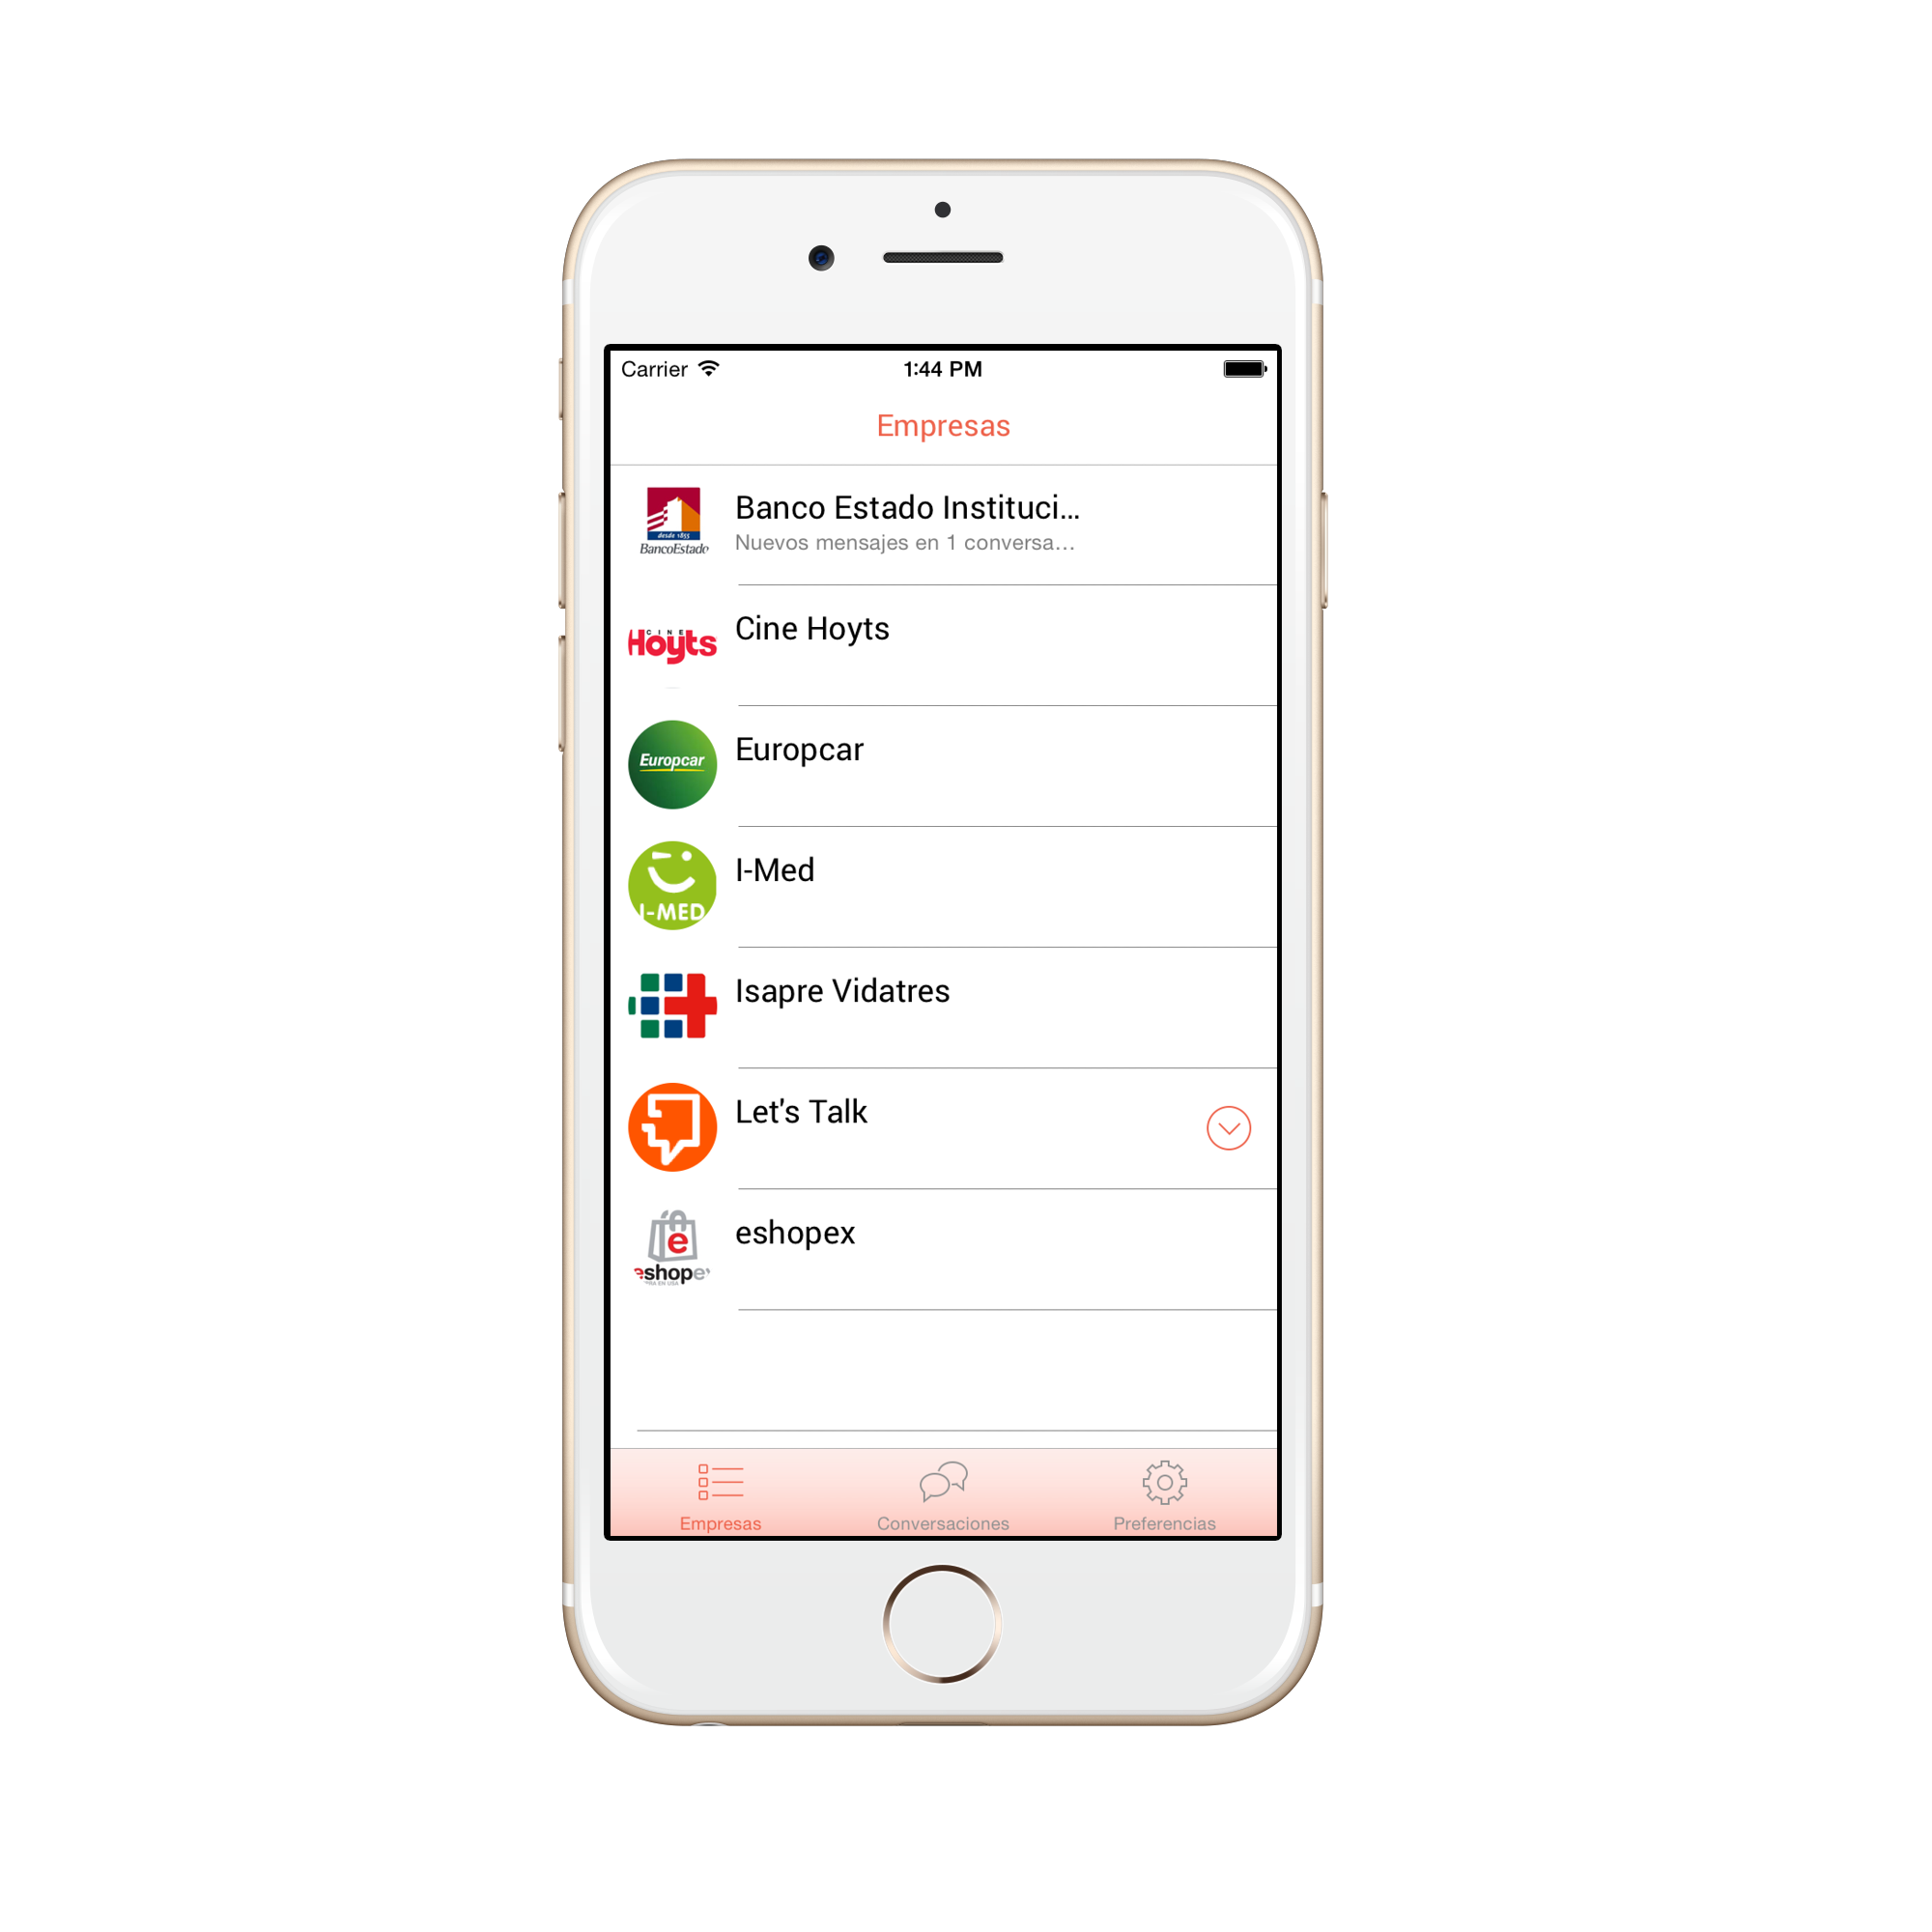 Carrier
1:44 PM
Empresas
desde 1855
BancoEstado
Banco Estado Instituci...
Nuevos mensajes en 1 conversa...
CINE
Hoyts
Cine Hoyts
Europcar
Europcar
I-MED
I-Med
Isapre Vidatres
Let's Talk
e
eshope
eshopex
Empresas
Conversaciones
Preferencias